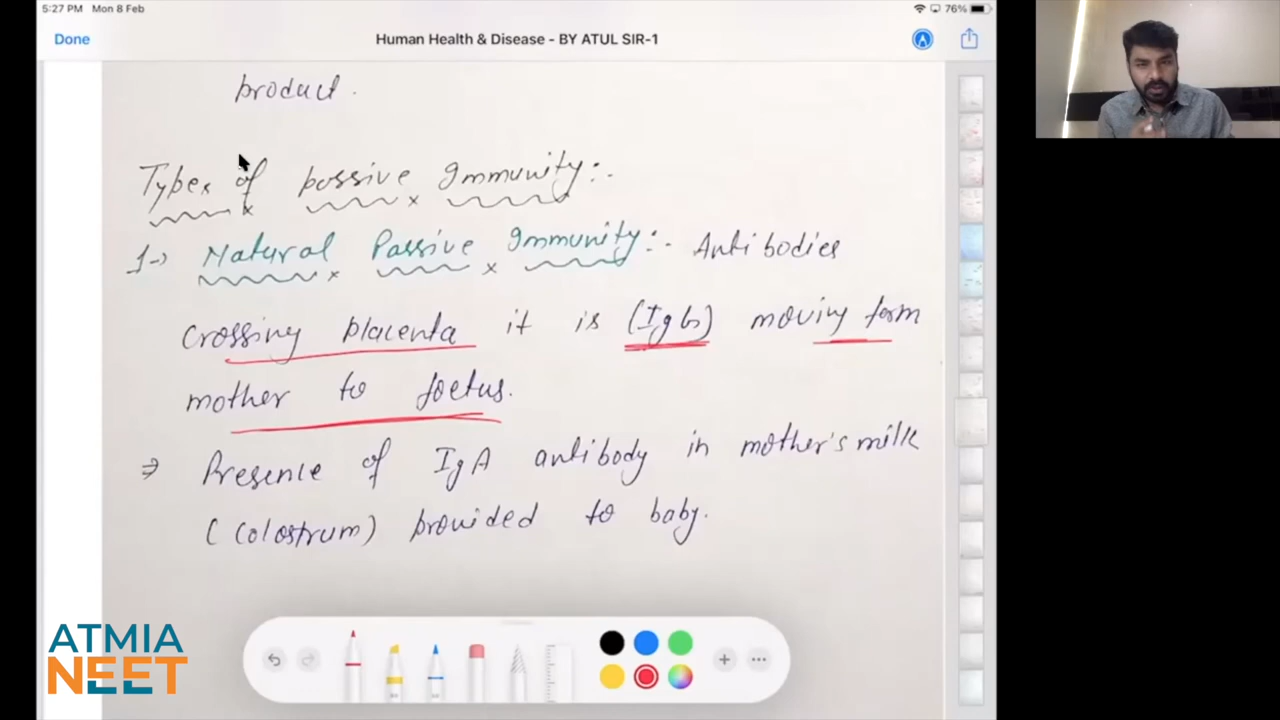 5:27 PM Mon 8 Feb
76%
Done
Human Health & Disease - BY ATUL SIR-1
product.
Types of passive Immunity:-
1→ Natural Passive Immunity:- Antibodies
Crossing placenta it is (IgG) moving form
mother to foetus.
⇒ Presence of IgA antibody in mother's milk
(Colostrum) provided to baby.
ATMIA
NEET